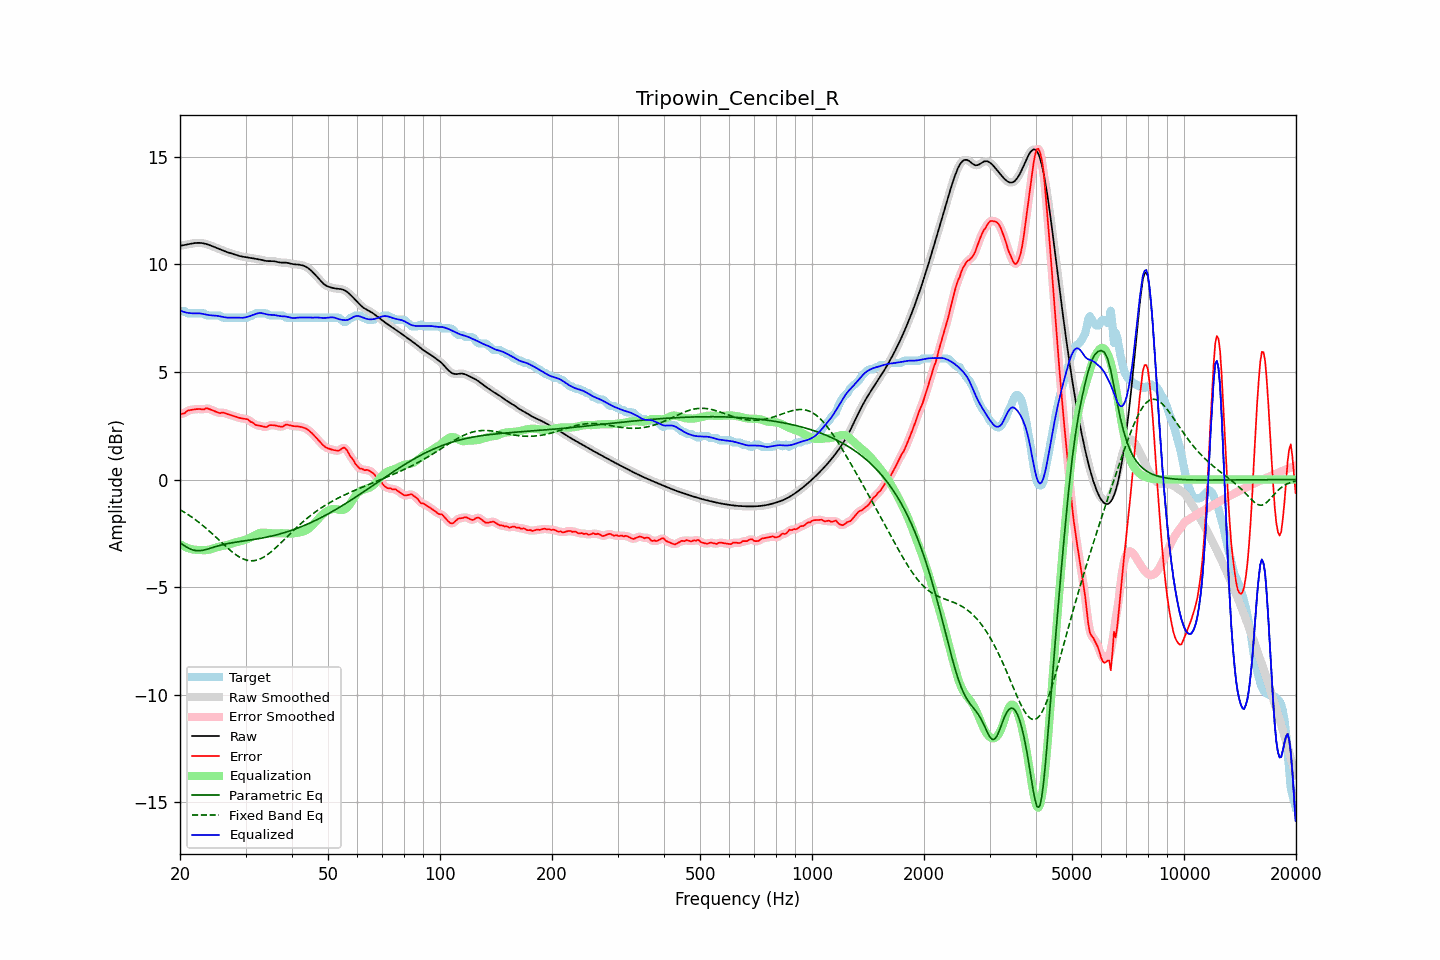 Tripowin_Cencibel_R
Amplitude (dBr)
15
10
5
0
−5
−10
−15
Target
Raw Smoothed
Error Smoothed
Raw
Error
Equalization
Parametric Eq
Fixed Band Eq
Equalized
20 50 100 200 500 1000 2000 5000 10000 20000
Frequency (Hz)